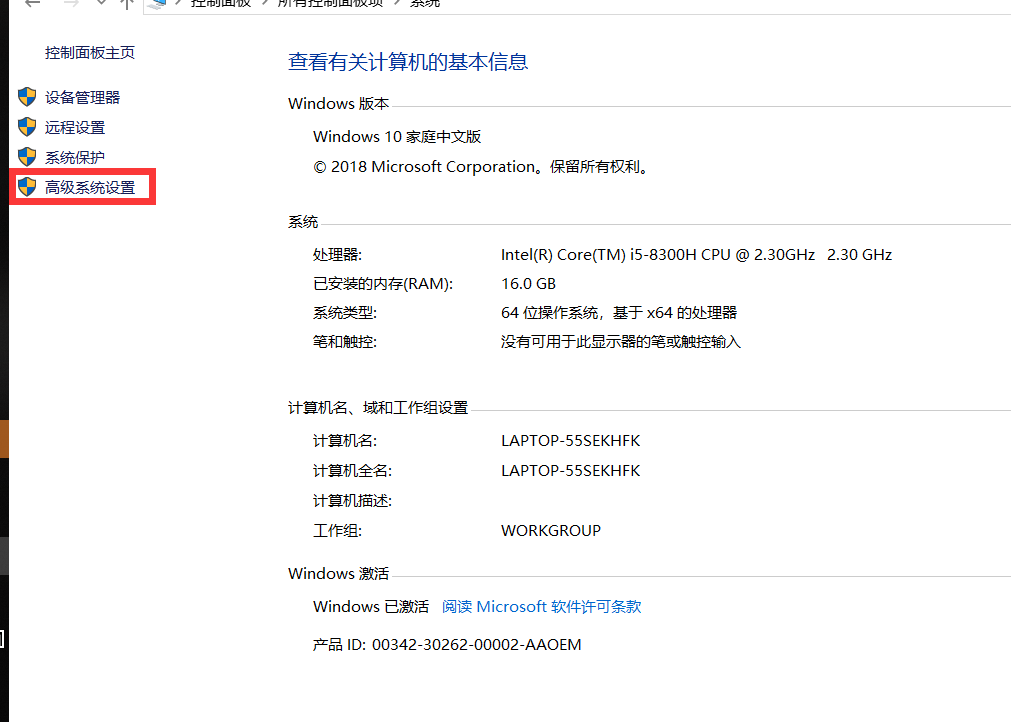 控制面板 > 所有控制面板项 > 系统
控制面板主页
设备管理器
远程设置
系统保护
高级系统设置
查看有关计算机的基本信息
Windows 版本
Windows 10 家庭中文版
© 2018 Microsoft Corporation。保留所有权利。
系统
处理器: Intel(R) Core(TM) i5-8300H CPU @ 2.30GHz 2.30 GHz
已安装的内存(RAM): 16.0 GB
系统类型: 64 位操作系统, 基于 x64 的处理器
笔和触控: 没有可用于此显示器的笔或触控输入
计算机名、域和工作组设置
计算机名: LAPTOP-55SEKHFK
计算机全名: LAPTOP-55SEKHFK
计算机描述:
工作组: WORKGROUP
Windows 激活
Windows 已激活 阅读 Microsoft 软件许可条款
产品 ID: 00342-30262-00002-AAOEM